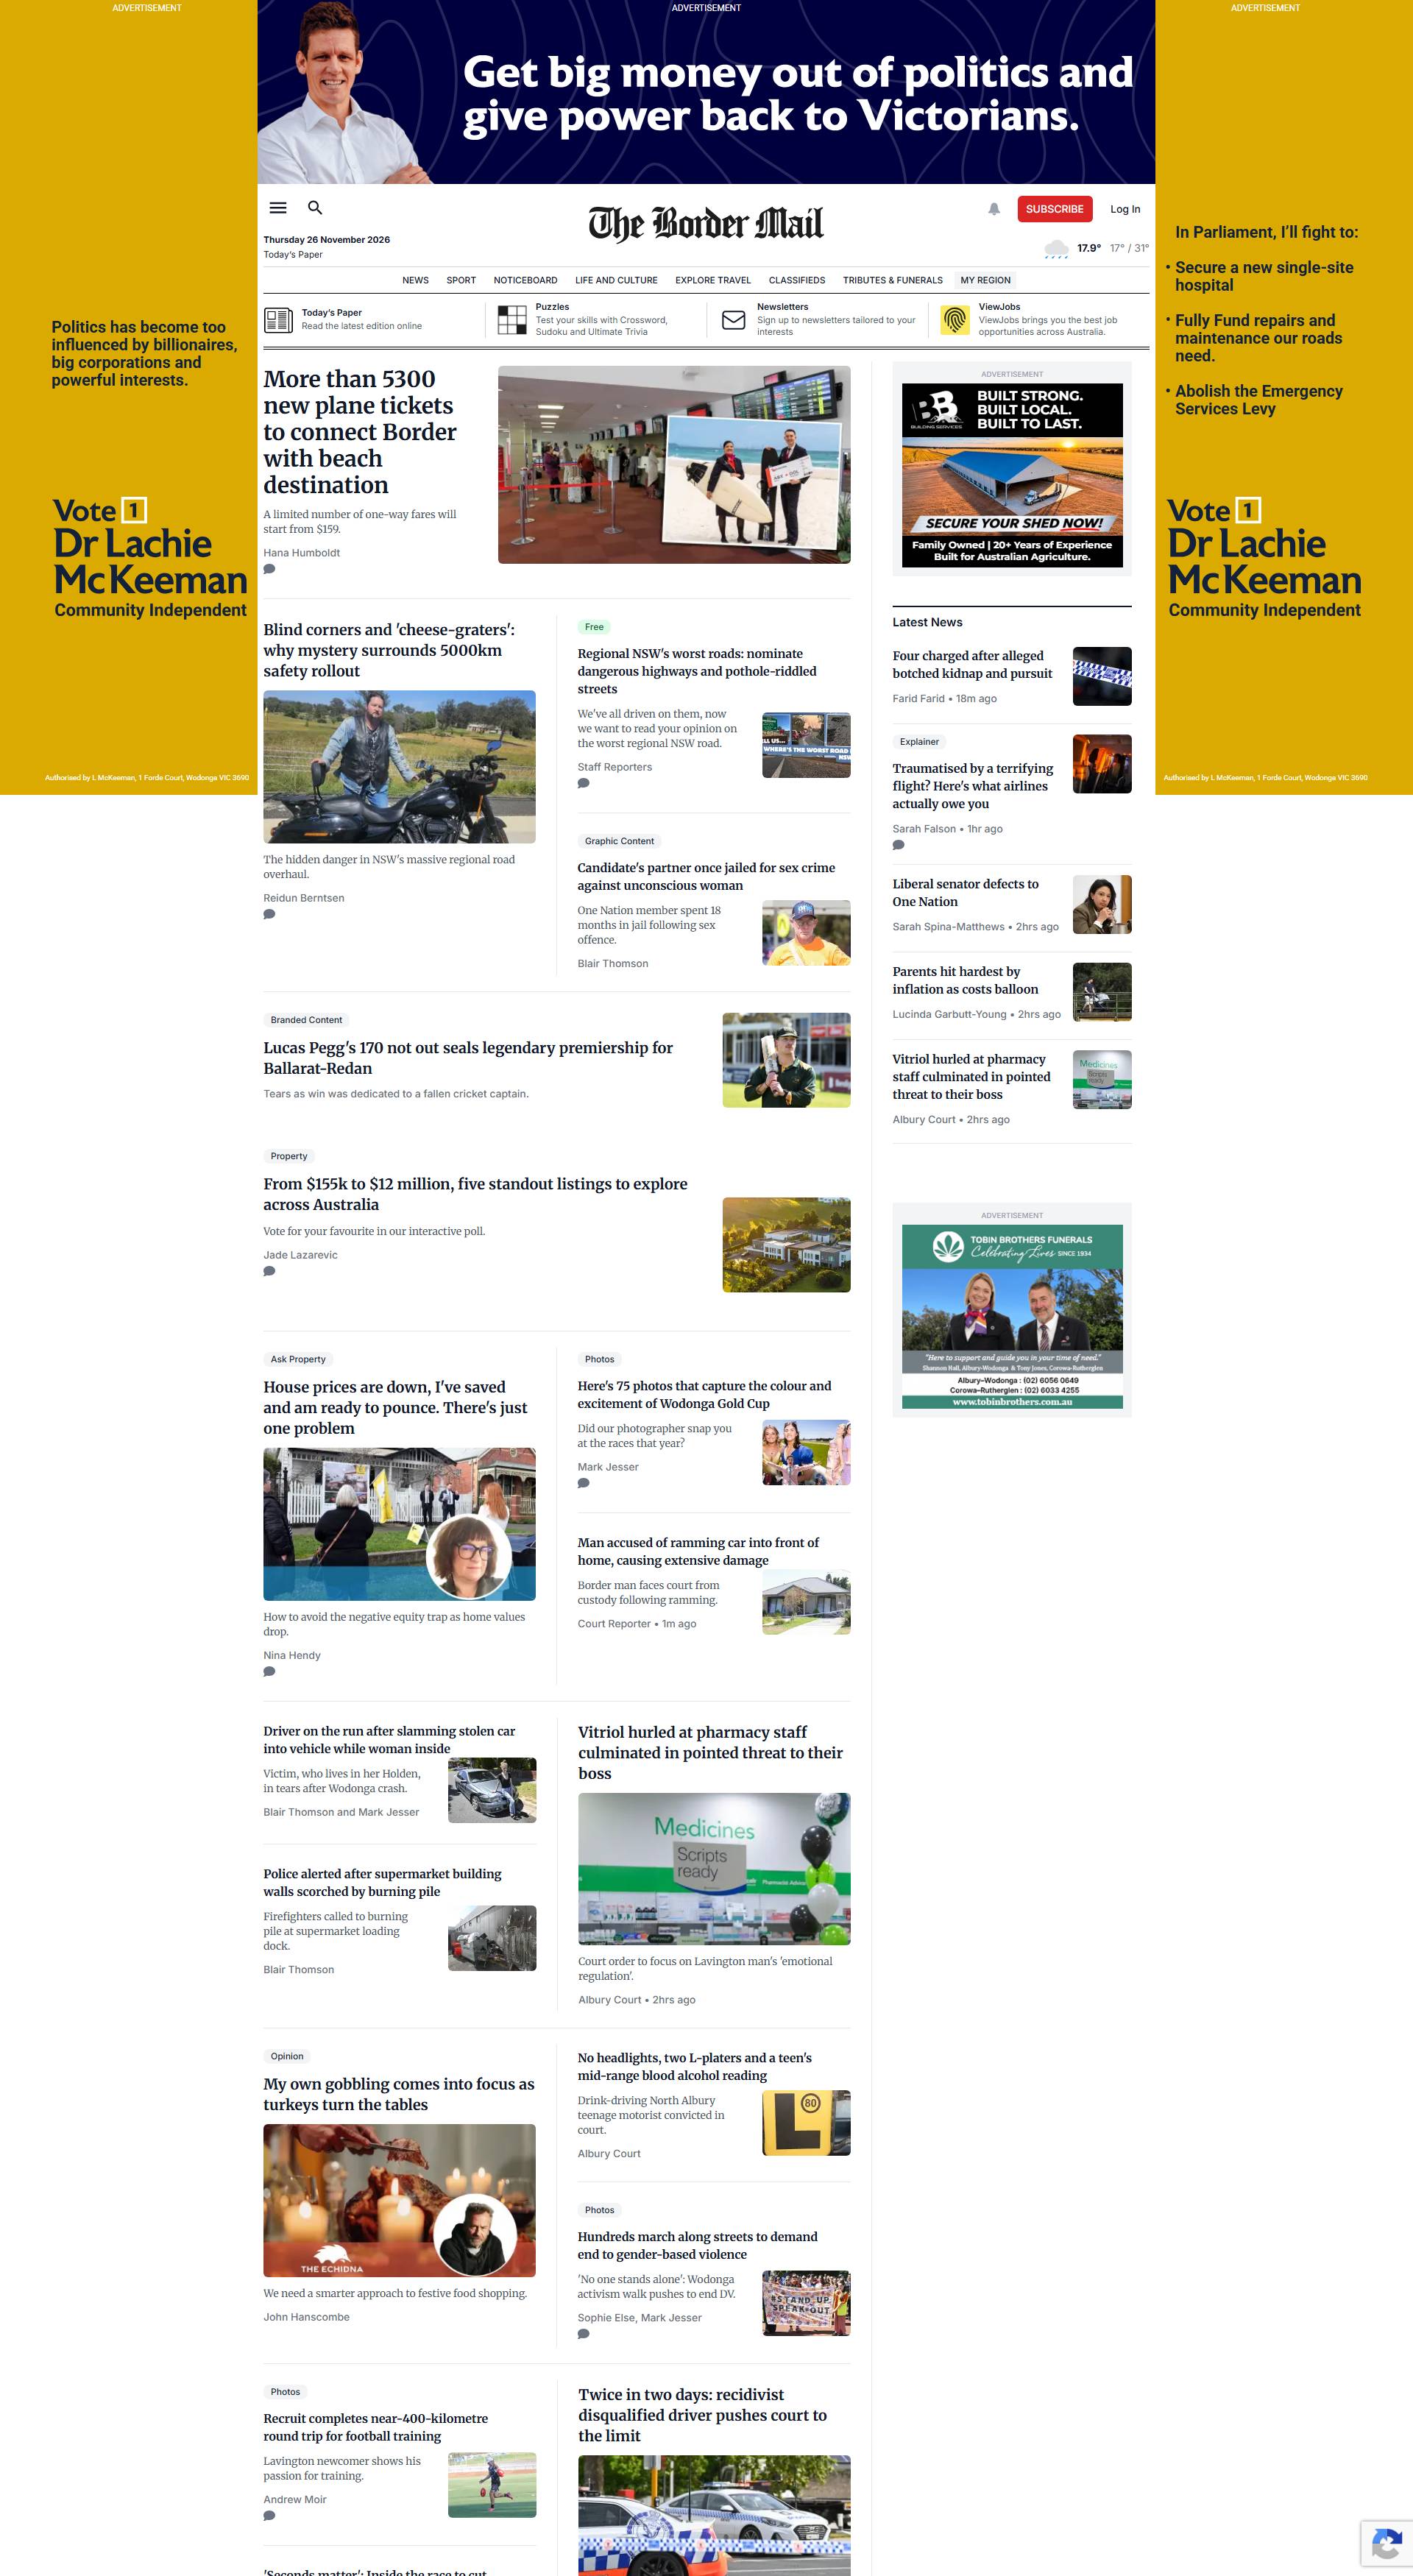 ADVERTISEMENT
ADVERTISEMENT
ADVERTISEMENT
Get big money out of politics and
give power back to Victorians.
Politics has become too
influenced by billionaires,
big corporations and
powerful interests.
Vote 1
Dr Lachie
McKeeman
Community Independent
Authorised by L McKeeman, 1 Forde Court, Wodonga VIC 3690
In Parliament, I'll fight to:
• Secure a new single-site
hospital
• Fully Fund repairs and
maintenance our roads
need.
• Abolish the Emergency
Services Levy
Vote 1
Dr Lachie
McKeeman
Community Independent
Authorised by L McKeeman, 1 Forde Court, Wodonga VIC 3690
The Border Mail
SUBSCRIBE
Log In
Thursday 26 November 2026
Today's Paper
17.9° 17° / 31°
NEWS SPORT NOTICEBOARD LIFE AND CULTURE EXPLORE TRAVEL CLASSIFIEDS TRIBUTES & FUNERALS MY REGION
Today's Paper
Read the latest edition online
Puzzles
Test your skills with Crossword,
Sudoku and Ultimate Trivia
Newsletters
Sign up to newsletters tailored to your
interests
ViewJobs
ViewJobs brings you the best job
opportunities across Australia.
More than 5300
new plane tickets
to connect Border
with beach
destination
A limited number of one-way fares will
start from $159.
Hana Humboldt
Blind corners and 'cheese-graters':
why mystery surrounds 5000km
safety rollout
The hidden danger in NSW's massive regional road
overhaul.
Reidun Berntsen
Free
Regional NSW's worst roads: nominate
dangerous highways and pothole-riddled
streets
We've all driven on them, now
we want to read your opinion on
the worst regional NSW road.
Staff Reporters
LL US...
WHERE'S THE WORST ROAD
Graphic Content
Candidate's partner once jailed for sex crime
against unconscious woman
One Nation member spent 18
months in jail following sex
offence.
Blair Thomson
Branded Content
Lucas Pegg's 170 not out seals legendary premiership for
Ballarat-Redan
Tears as win was dedicated to a fallen cricket captain.
Property
From $155k to $12 million, five standout listings to explore
across Australia
Vote for your favourite in our interactive poll.
Jade Lazarevic
Ask Property
House prices are down, I've saved
and am ready to pounce. There's just
one problem
How to avoid the negative equity trap as home values
drop.
Nina Hendy
Photos
Here's 75 photos that capture the colour and
excitement of Wodonga Gold Cup
Did our photographer snap you
at the races that year?
Mark Jesser
Man accused of ramming car into front of
home, causing extensive damage
Border man faces court from
custody following ramming.
Court Reporter • 1m ago
Driver on the run after slamming stolen car
into vehicle while woman inside
Victim, who lives in her Holden,
in tears after Wodonga crash.
Blair Thomson and Mark Jesser
Police alerted after supermarket building
walls scorched by burning pile
Firefighters called to burning
pile at supermarket loading
dock.
Blair Thomson
Vitriol hurled at pharmacy staff
culminated in pointed threat to their
boss
Medicines
Scripts
ready
Court order to focus on Lavington man's 'emotional
regulation'.
Albury Court • 2hrs ago
Opinion
My own gobbling comes into focus as
turkeys turn the tables
THE ECHIDNA
We need a smarter approach to festive food shopping.
John Hanscombe
No headlights, two L-platers and a teen's
mid-range blood alcohol reading
Drink-driving North Albury
teenage motorist convicted in
court.
Albury Court
L
80
Photos
Hundreds march along streets to demand
end to gender-based violence
'No one stands alone': Wodonga
activism walk pushes to end DV.
Sophie Else, Mark Jesser
#STAND UP
SPEAK OUT
Photos
Recruit completes near-400-kilometre
round trip for football training
Lavington newcomer shows his
passion for training.
Andrew Moir
'Seconds matter': Inside the race to cut
Twice in two days: recidivist
disqualified driver pushes court to
the limit
ADVERTISEMENT
BB
BUILDING SERVICES
BUILT STRONG.
BUILT LOCAL.
BUILT TO LAST.
SECURE YOUR SHED NOW!
Family Owned | 20+ Years of Experience
Built for Australian Agriculture.
Latest News
Four charged after alleged
botched kidnap and pursuit
Farid Farid • 18m ago
Explainer
Traumatised by a terrifying
flight? Here's what airlines
actually owe you
Sarah Falson • 1hr ago
Liberal senator defects to
One Nation
Sarah Spina-Matthews • 2hrs ago
Parents hit hardest by
inflation as costs balloon
Lucinda Garbutt-Young • 2hrs ago
Vitriol hurled at pharmacy
staff culminated in pointed
threat to their boss
Albury Court • 2hrs ago
Medicines
Scripts
ready
ADVERTISEMENT
TOBIN BROTHERS FUNERALS
Celebrating Lives SINCE 1934
"Here to support and guide you in your time of need."
Shannon Hall, Albury-Wodonga & Tony Jones, Corowa-Rutherglen
Albury-Wodonga : (02) 6056 0649
Corowa-Rutherglen : (02) 6033 4255
www.tobinbrothers.com.au